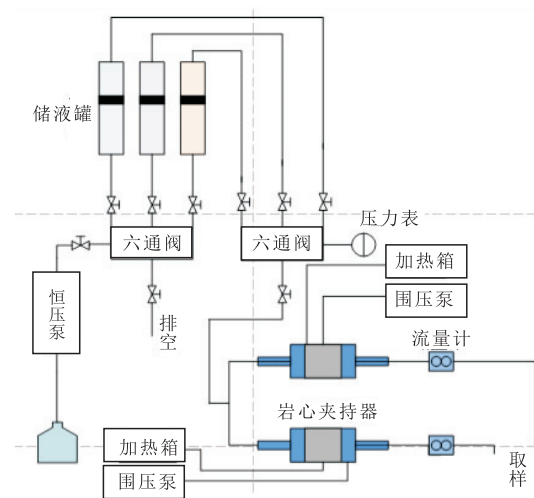 储液罐
压力表
六通阀
六通阀
加热箱
围压泵
恒压泵
排空
流量计
岩心夹持器
加热箱
围压泵
取样